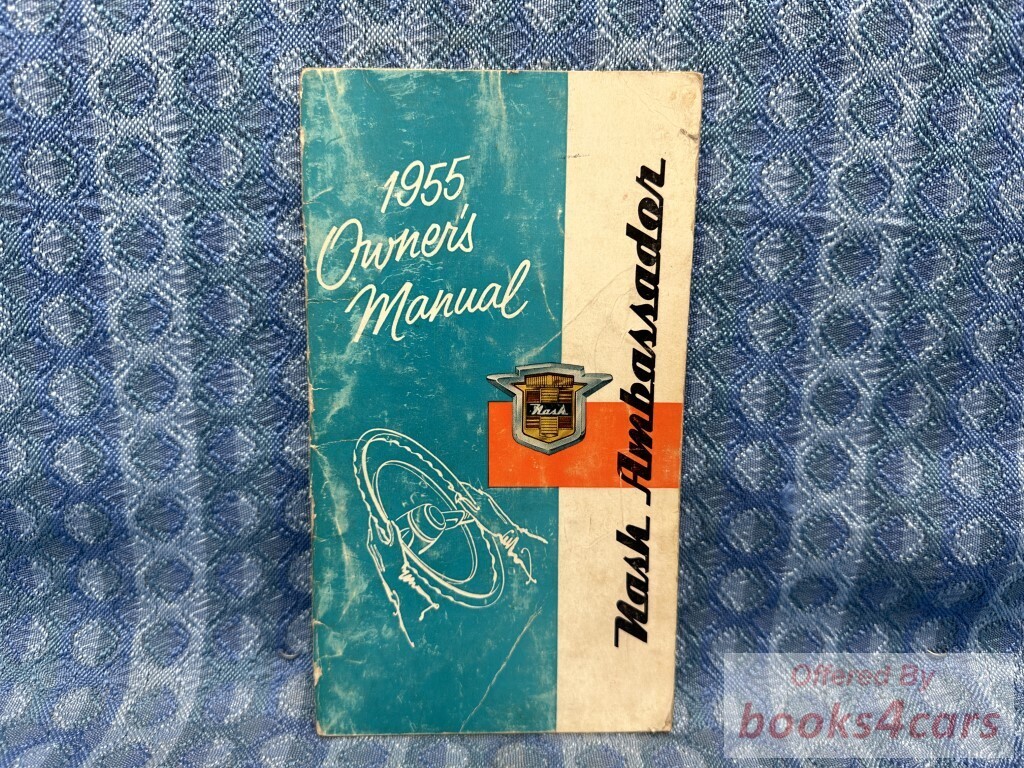 1955
Owner's
Manual
Nash
Nash Ambassador
Offered By
books4cars